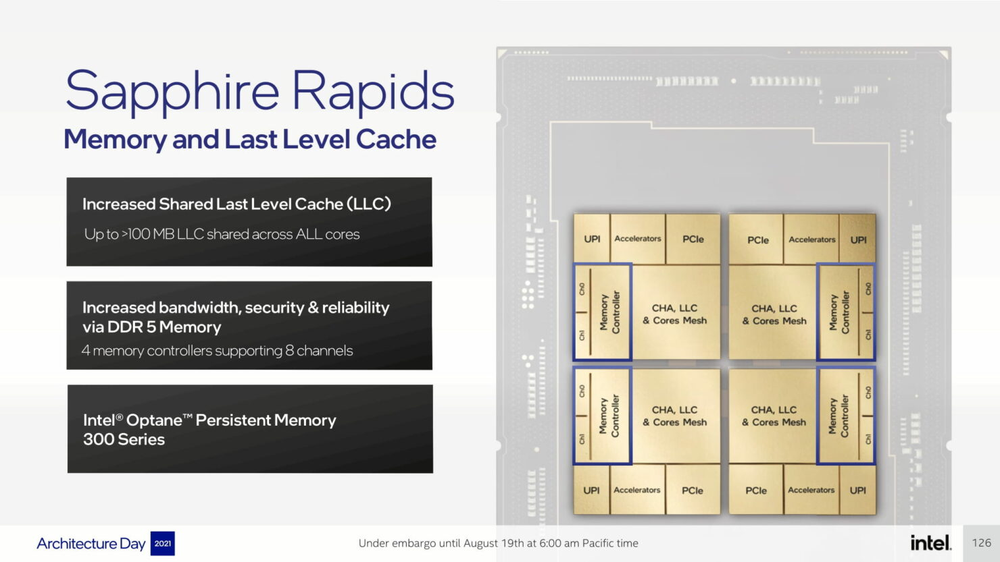 Sapphire Rapids
Memory and Last Level Cache
Increased Shared Last Level Cache (LLC)
Up to >100 MB LLC shared across ALL cores
Increased bandwidth, security & reliability
via DDR 5 Memory
4 memory controllers supporting 8 channels
Intel® Optane™ Persistent Memory
300 Series
UPI
Accelerators
PCIe
PCIe
Accelerators
UPI
Ch0
Ch1
Memory
Controller
CHA, LLC
& Cores Mesh
CHA, LLC
& Cores Mesh
Memory
Controller
Ch0
Ch1
Ch0
Ch1
Memory
Controller
CHA, LLC
& Cores Mesh
CHA, LLC
& Cores Mesh
Memory
Controller
Ch0
Ch1
UPI
Accelerators
PCIe
PCIe
Accelerators
UPI
Architecture Day 2021
Under embargo until August 19th at 6:00 am Pacific time
intel.
126